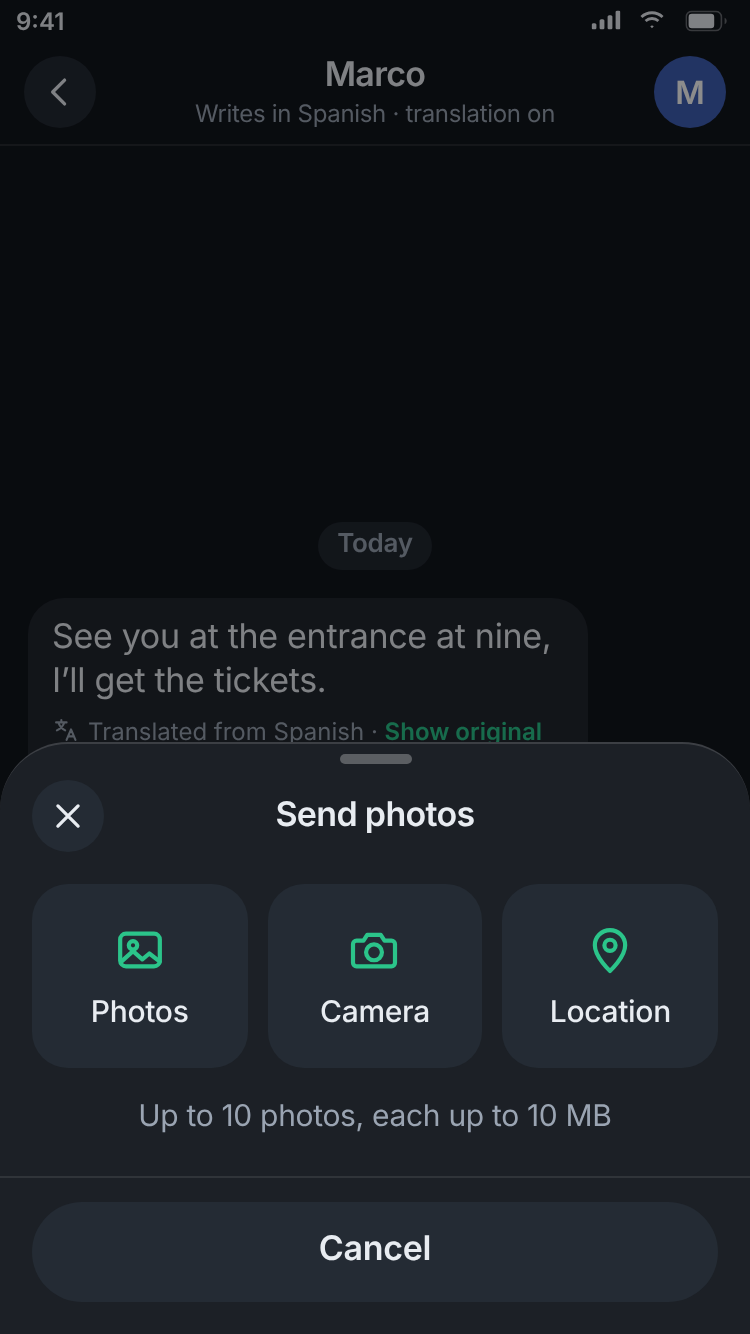 9:41
Marco
Writes in Spanish · translation on
M
Today
See you at the entrance at nine,
I’ll get the tickets.
Translated from Spanish · Show original
Send photos
Photos
Camera
Location
Up to 10 photos, each up to 10 MB
Cancel